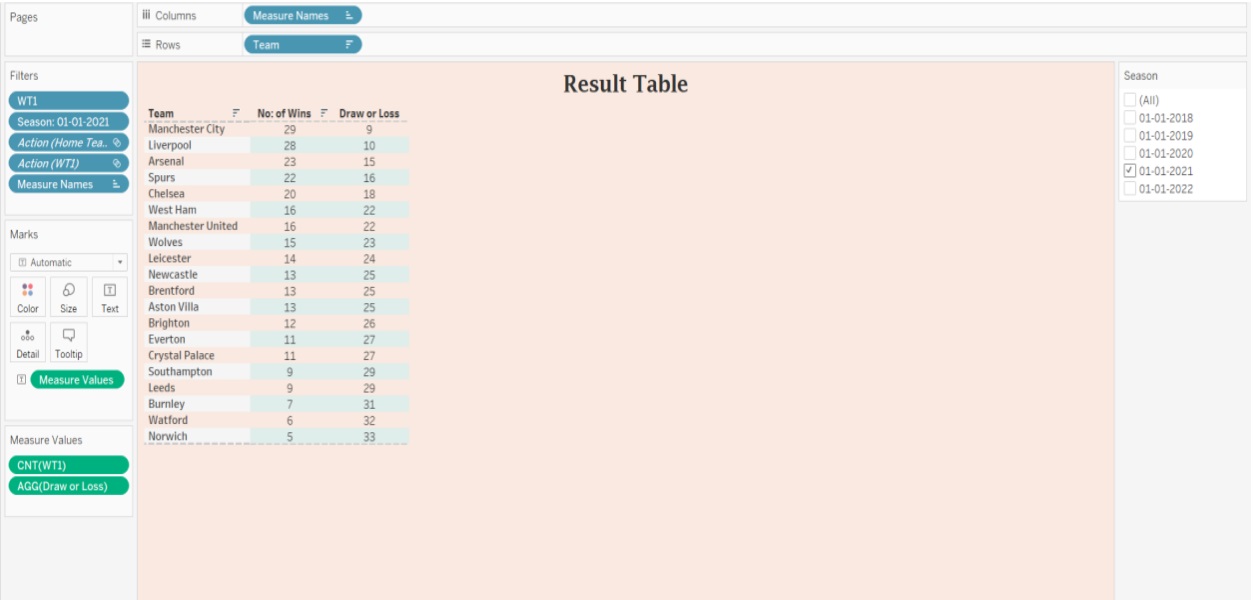 Pages
Columns
Measure Names
Rows
Team
Filters
WT1
Season: 01-01-2021
Action (Home Tea..
Action (WT1)
Measure Names
Marks
Automatic
Color Size Text
Detail Tooltip
Measure Values
Measure Values
CNT(WT1)
AGG(Draw or Loss)
Result Table
Team No: of Wins Draw or Loss
Manchester City 29 9
Liverpool 28 10
Arsenal 23 15
Spurs 22 16
Chelsea 20 18
West Ham 16 22
Manchester United 16 22
Wolves 15 23
Leicester 14 24
Newcastle 13 25
Brentford 13 25
Aston Villa 13 25
Brighton 12 26
Everton 11 27
Crystal Palace 11 27
Southampton 9 29
Leeds 9 29
Burnley 7 31
Watford 6 32
Norwich 5 33
Season
(All)
01-01-2018
01-01-2019
01-01-2020
01-01-2021
01-01-2022